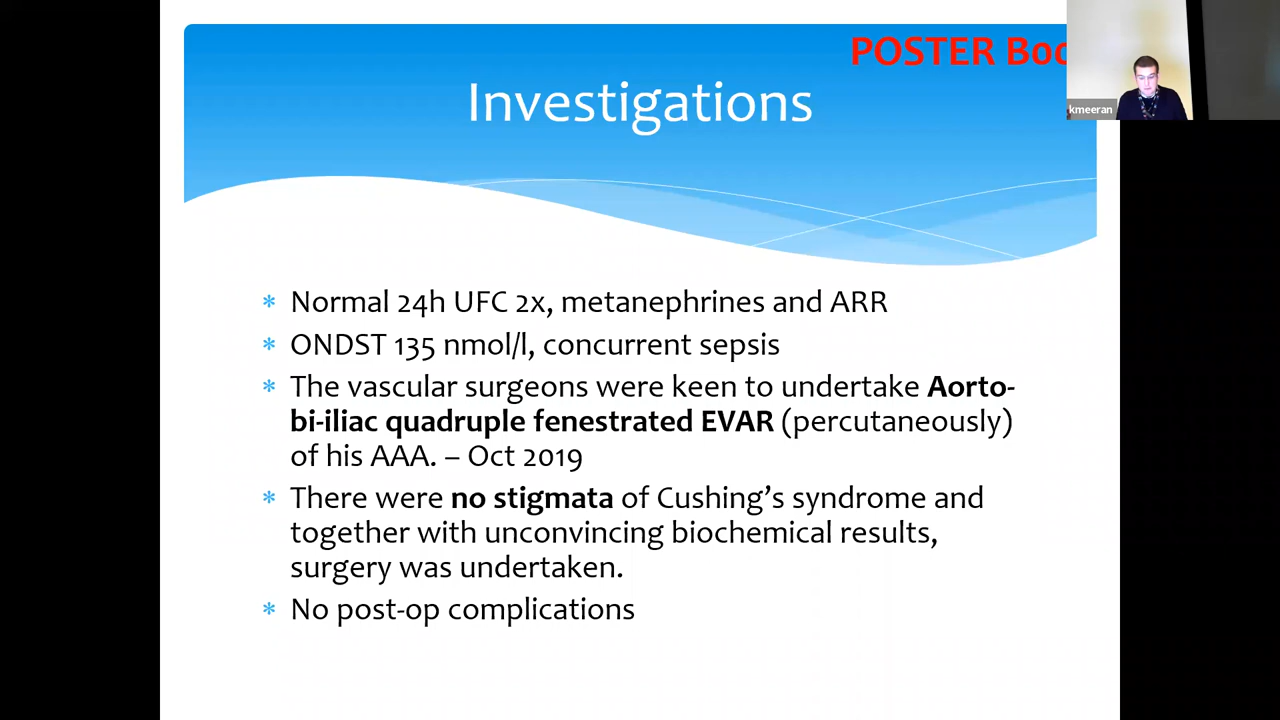 POSTER
Investigations
kmeeran
* Normal 24h UFC 2x, metanephrines and ARR
* ONDST 135 nmol/l, concurrent sepsis
* The vascular surgeons were keen to undertake Aorto-
bi-iliac quadruple fenestrated EVAR (percutaneously)
of his AAA. – Oct 2019
* There were no stigmata of Cushing’s syndrome and
together with unconvincing biochemical results,
surgery was undertaken.
* No post-op complications